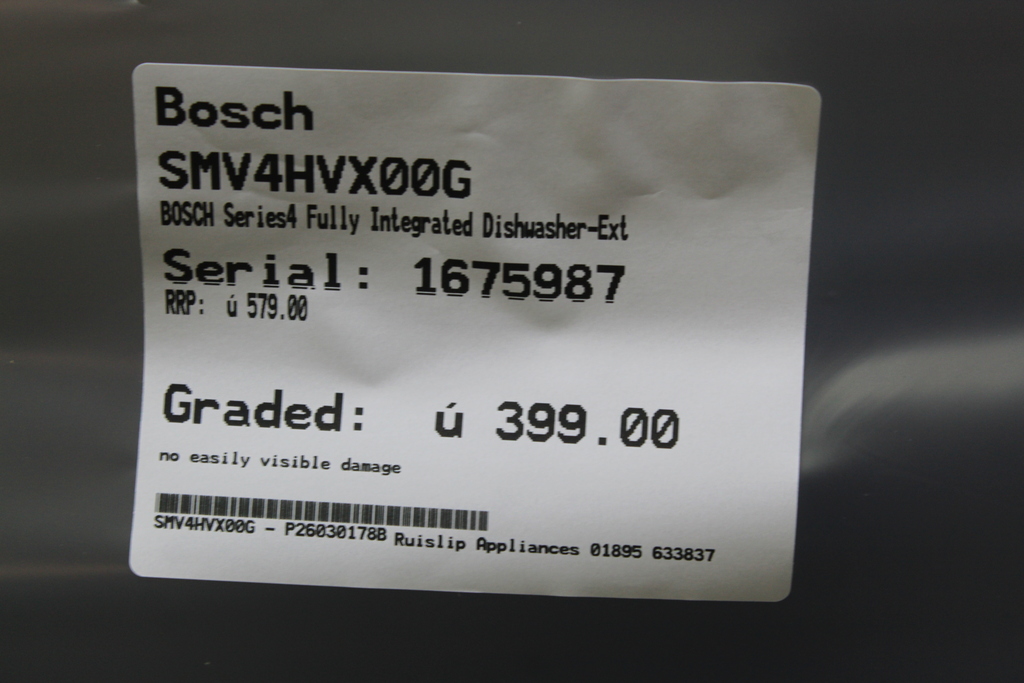 Bosch
SMV4HVX00G
BOSCH Series4 Fully Integrated Dishwasher-Ext
Serial: 1675987
RRP: ú 579.00
Graded: ú 399.00
no easily visible damage
SMV4HVX00G - P26030178B Ruislip Appliances 01895 633837